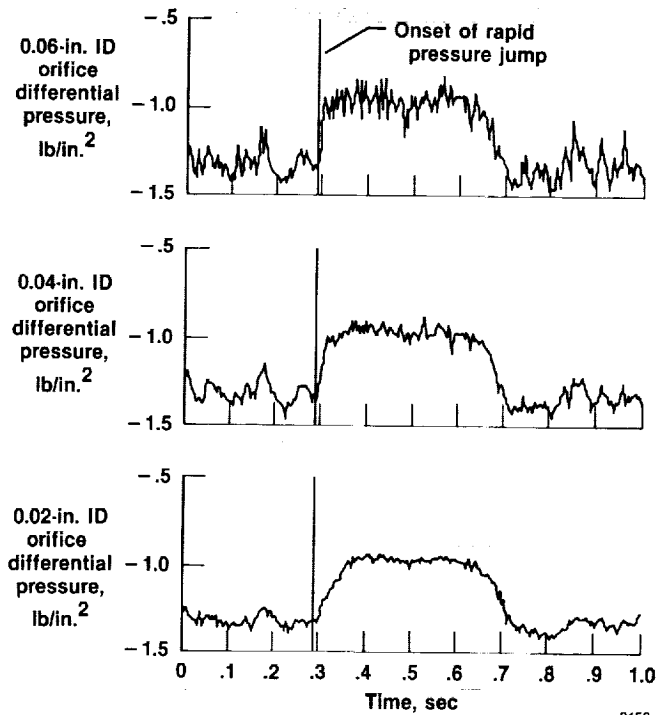 -.5
0.06-in. ID
orifice
differential
pressure,
lb/in.2
-1.0
-1.5
Onset of rapid
pressure jump
-.5
0.04-in. ID
orifice
differential
pressure,
lb/in.2
-1.0
-1.5
-.5
0.02-in. ID
orifice
differential
pressure,
lb/in.2
-1.0
-1.5
0 .1 .2 .3 .4 .5 .6 .7 .8 .9 1.0
Time, sec